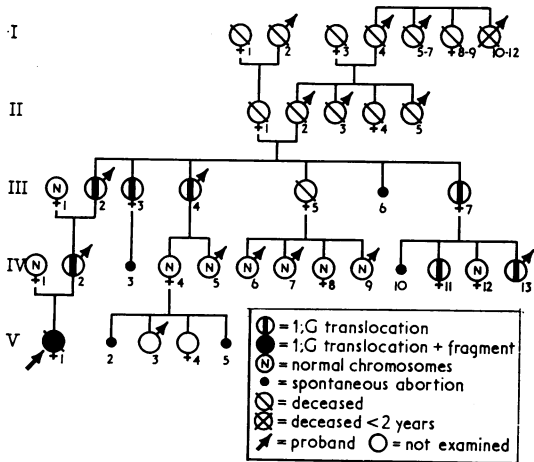 I
1 2 3 4 5-7 8-9 10-12
II
1 2 3 4 5
III
N N
1 2 3 4 5 6 7
IV
N N N N N N N N
1 2 3 4 5 6 7 8 9 10 11 12 13
V
1 2 3 4 5
= 1;G translocation
= 1;G translocation + fragment
N = normal chromosomes
= spontaneous abortion
= deceased
= deceased <2 years
= proband = not examined